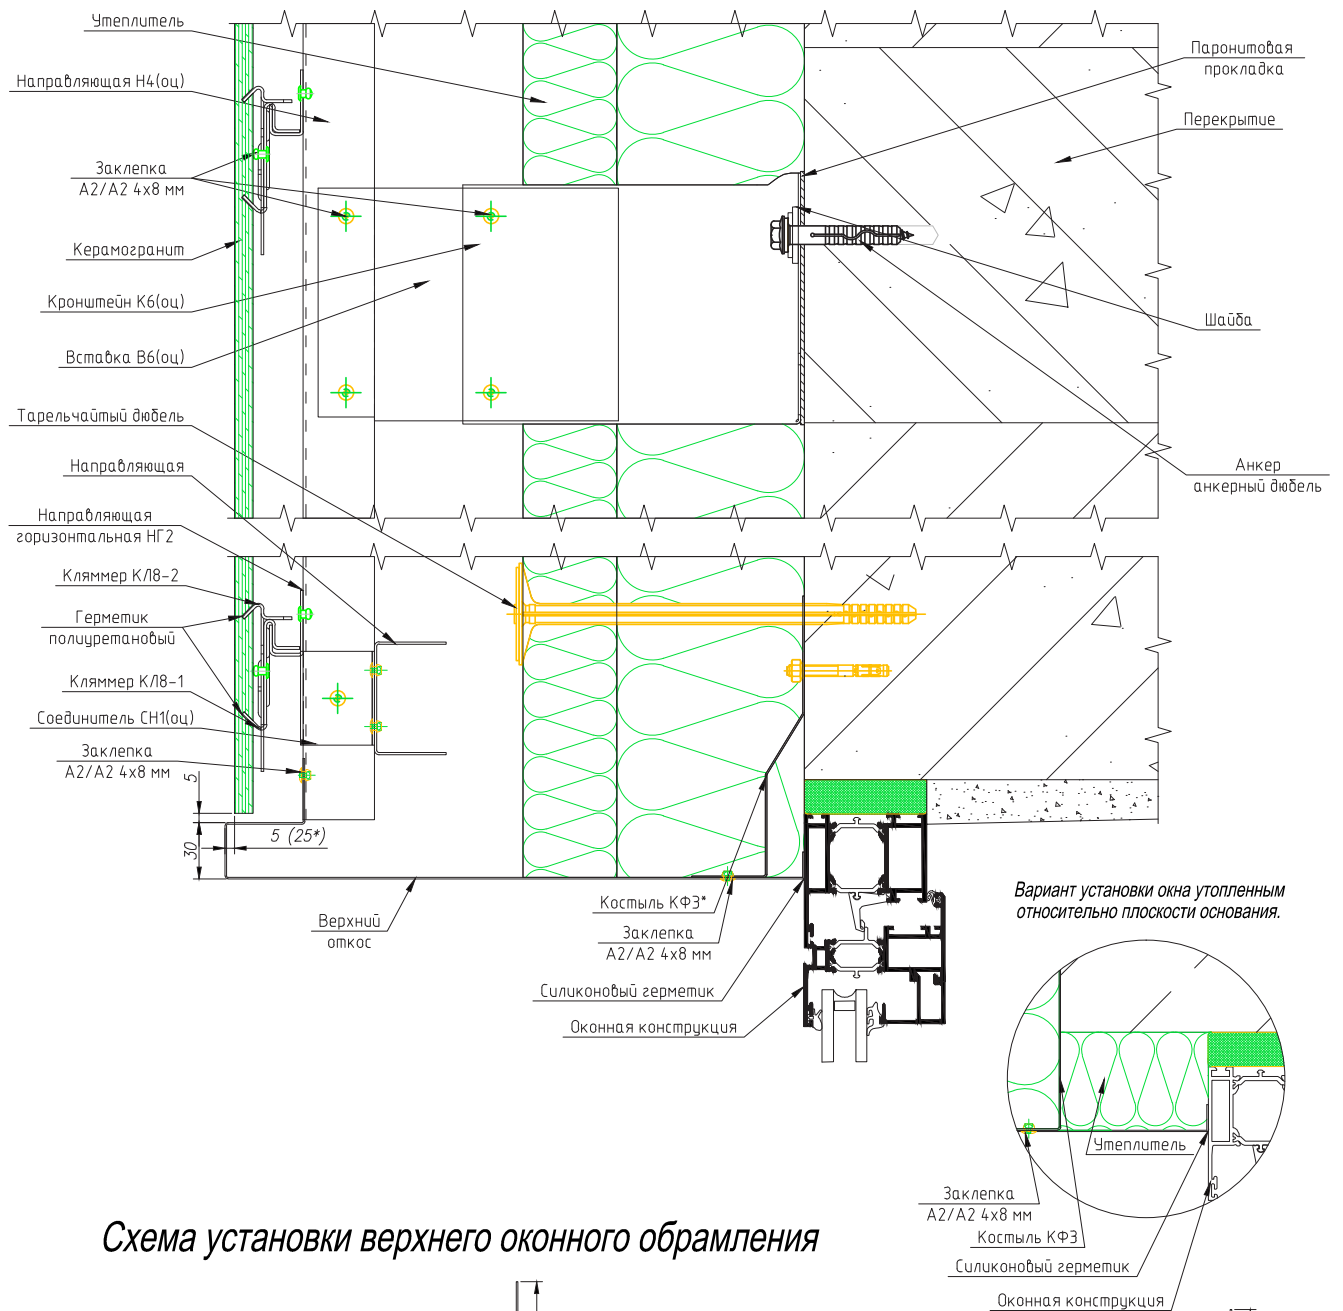 Утеплитель
Направляющая Н4(оц)
Заклепка
А2/А2 4х8 мм
Керамогранит
Кронштейн К6(оц)
Вставка В6(оц)
Тарельчайтый дюбель
Направляющая
Направляющая
горизонтальная НГ2
Кляммер КЛ8-2
Герметик
полиуретановый
Кляммер КЛ8-1
Соединитель СН1(оц)
Заклепка
А2/А2 4х8 мм
Паронитовая
прокладка
Перекрытие
Шайба
Анкер
анкерный дюбель
5
30
5 (25*)
Верхний
откос
Костыль КФ3*
Заклепка
А2/А2 4х8 мм
Силиконовый герметик
Оконная конструкция
Вариант установки окна утопленным
относительно плоскости основания.
Утеплитель
Заклепка
А2/А2 4х8 мм
Костыль КФ3
Силиконовый герметик
Оконная конструкция
Схема установки верхнего оконного обрамления